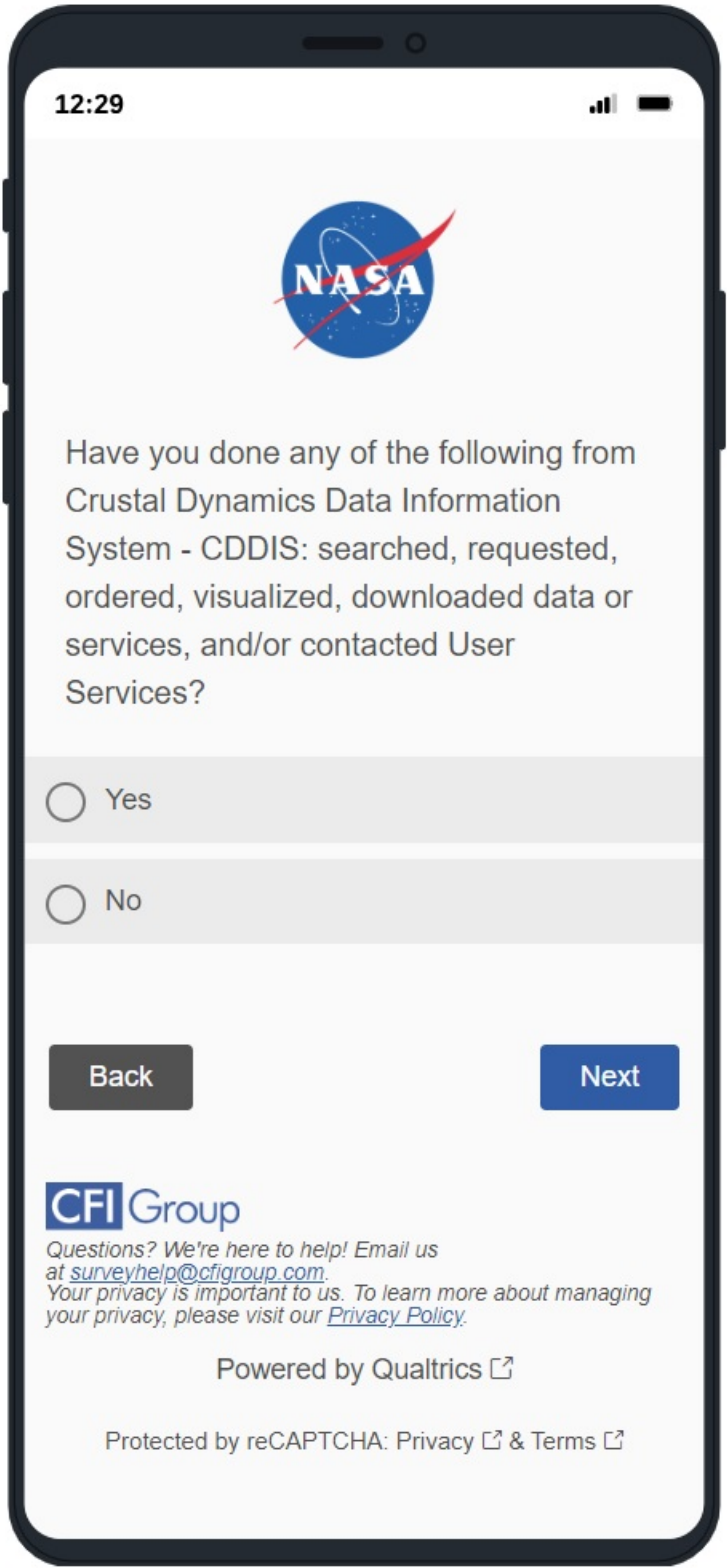 12:29
NASA
Have you done any of the following from
Crustal Dynamics Data Information
System - CDDIS: searched, requested,
ordered, visualized, downloaded data or
services, and/or contacted User
Services?
Yes
No
Back
Next
CFI Group
Questions? We're here to help! Email us
at surveyhelp@cfigroup.com.
Your privacy is important to us. To learn more about managing
your privacy, please visit our Privacy Policy.
Powered by Qualtrics
Protected by reCAPTCHA: Privacy & Terms